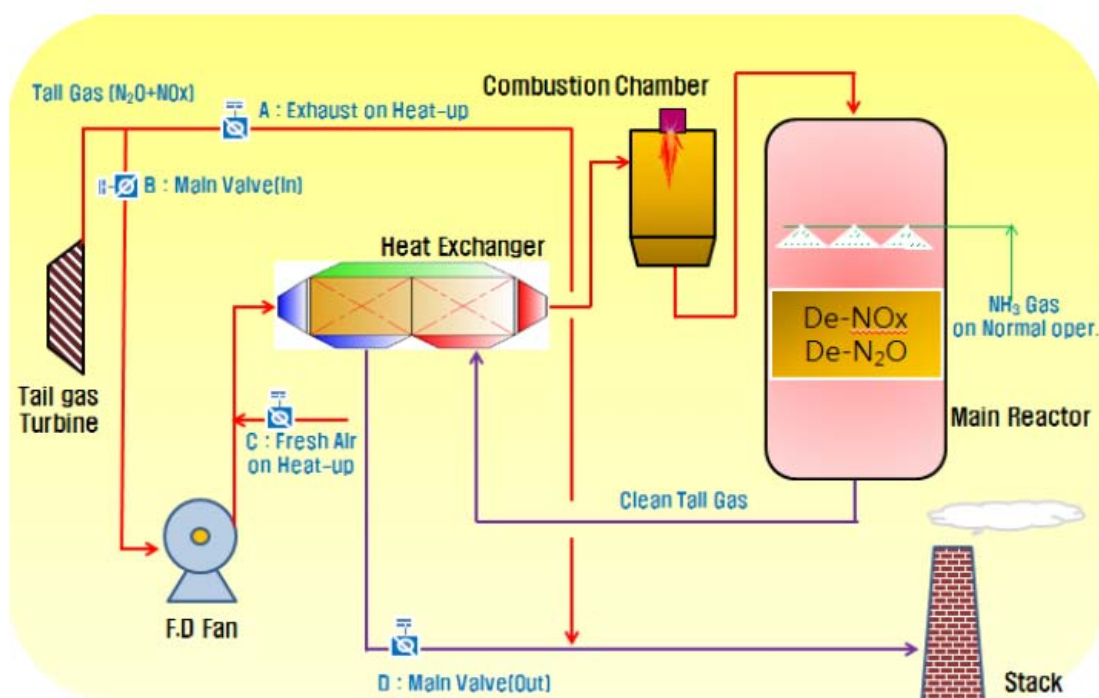 Combustion Chamber
Tail Gas (N₂O+NOx)
A : Exhaust on Heat-up
B : Main Valve(In)
Heat Exchanger
NH₃ Gas
on Normal oper.
De-NOx
De-N₂O
Tail gas
Turbine
Main Reactor
C : Fresh Air
on Heat-up
Clean Tail Gas
F.D Fan
D : Main Valve(Out)
Stack